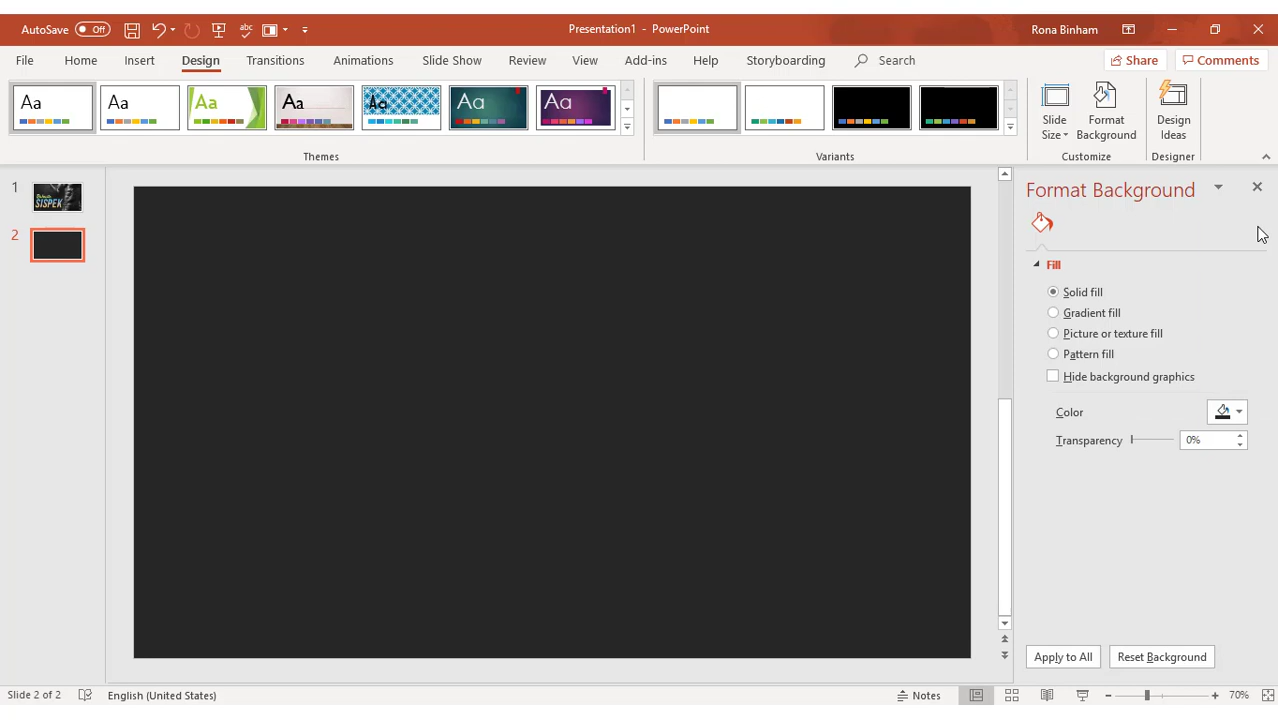 AutoSave Off
Presentation1 - PowerPoint
Rona Binham
File Home Insert Design Transitions Animations Slide Show Review View Add-ins Help Storyboarding Search
Share Comments
Aa Aa Aa Aa Aa Aa Aa
Slide Size
Format Background
Design Ideas
Themes
Variants
Customize
Designer
1
SISPEK
2
Format Background
Fill
Solid fill
Gradient fill
Picture or texture fill
Pattern fill
Hide background graphics
Color
Transparency 0%
Apply to All Reset Background
Slide 2 of 2 English (United States) Notes 70%